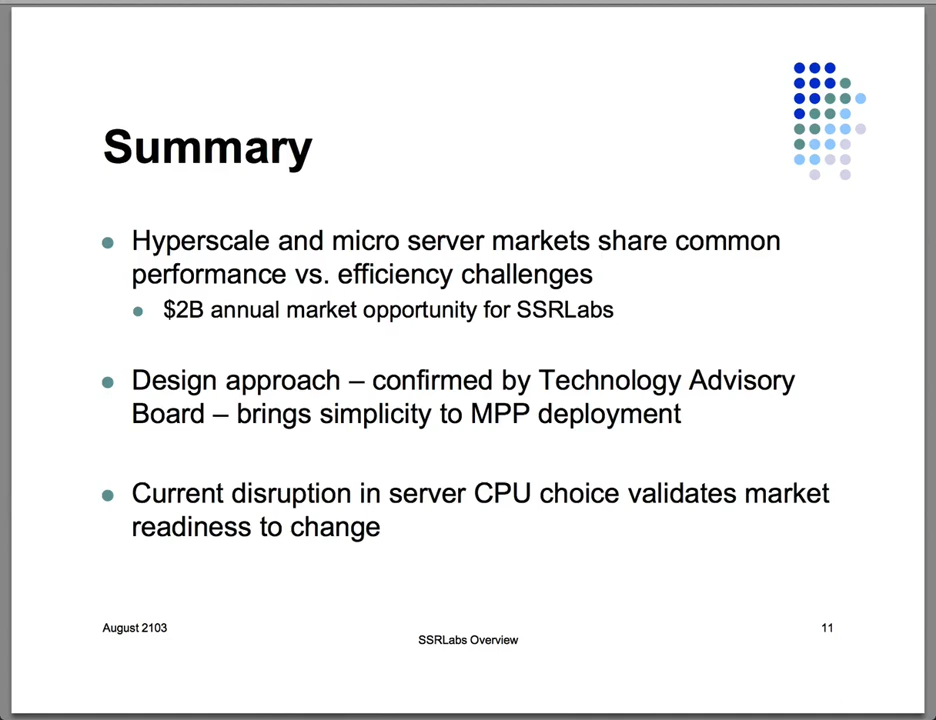 Summary
Hyperscale and micro server markets share common
performance vs. efficiency challenges
$2B annual market opportunity for SSRLabs
Design approach – confirmed by Technology Advisory
Board – brings simplicity to MPP deployment
Current disruption in server CPU choice validates market
readiness to change
August 2103
SSRLabs Overview
11